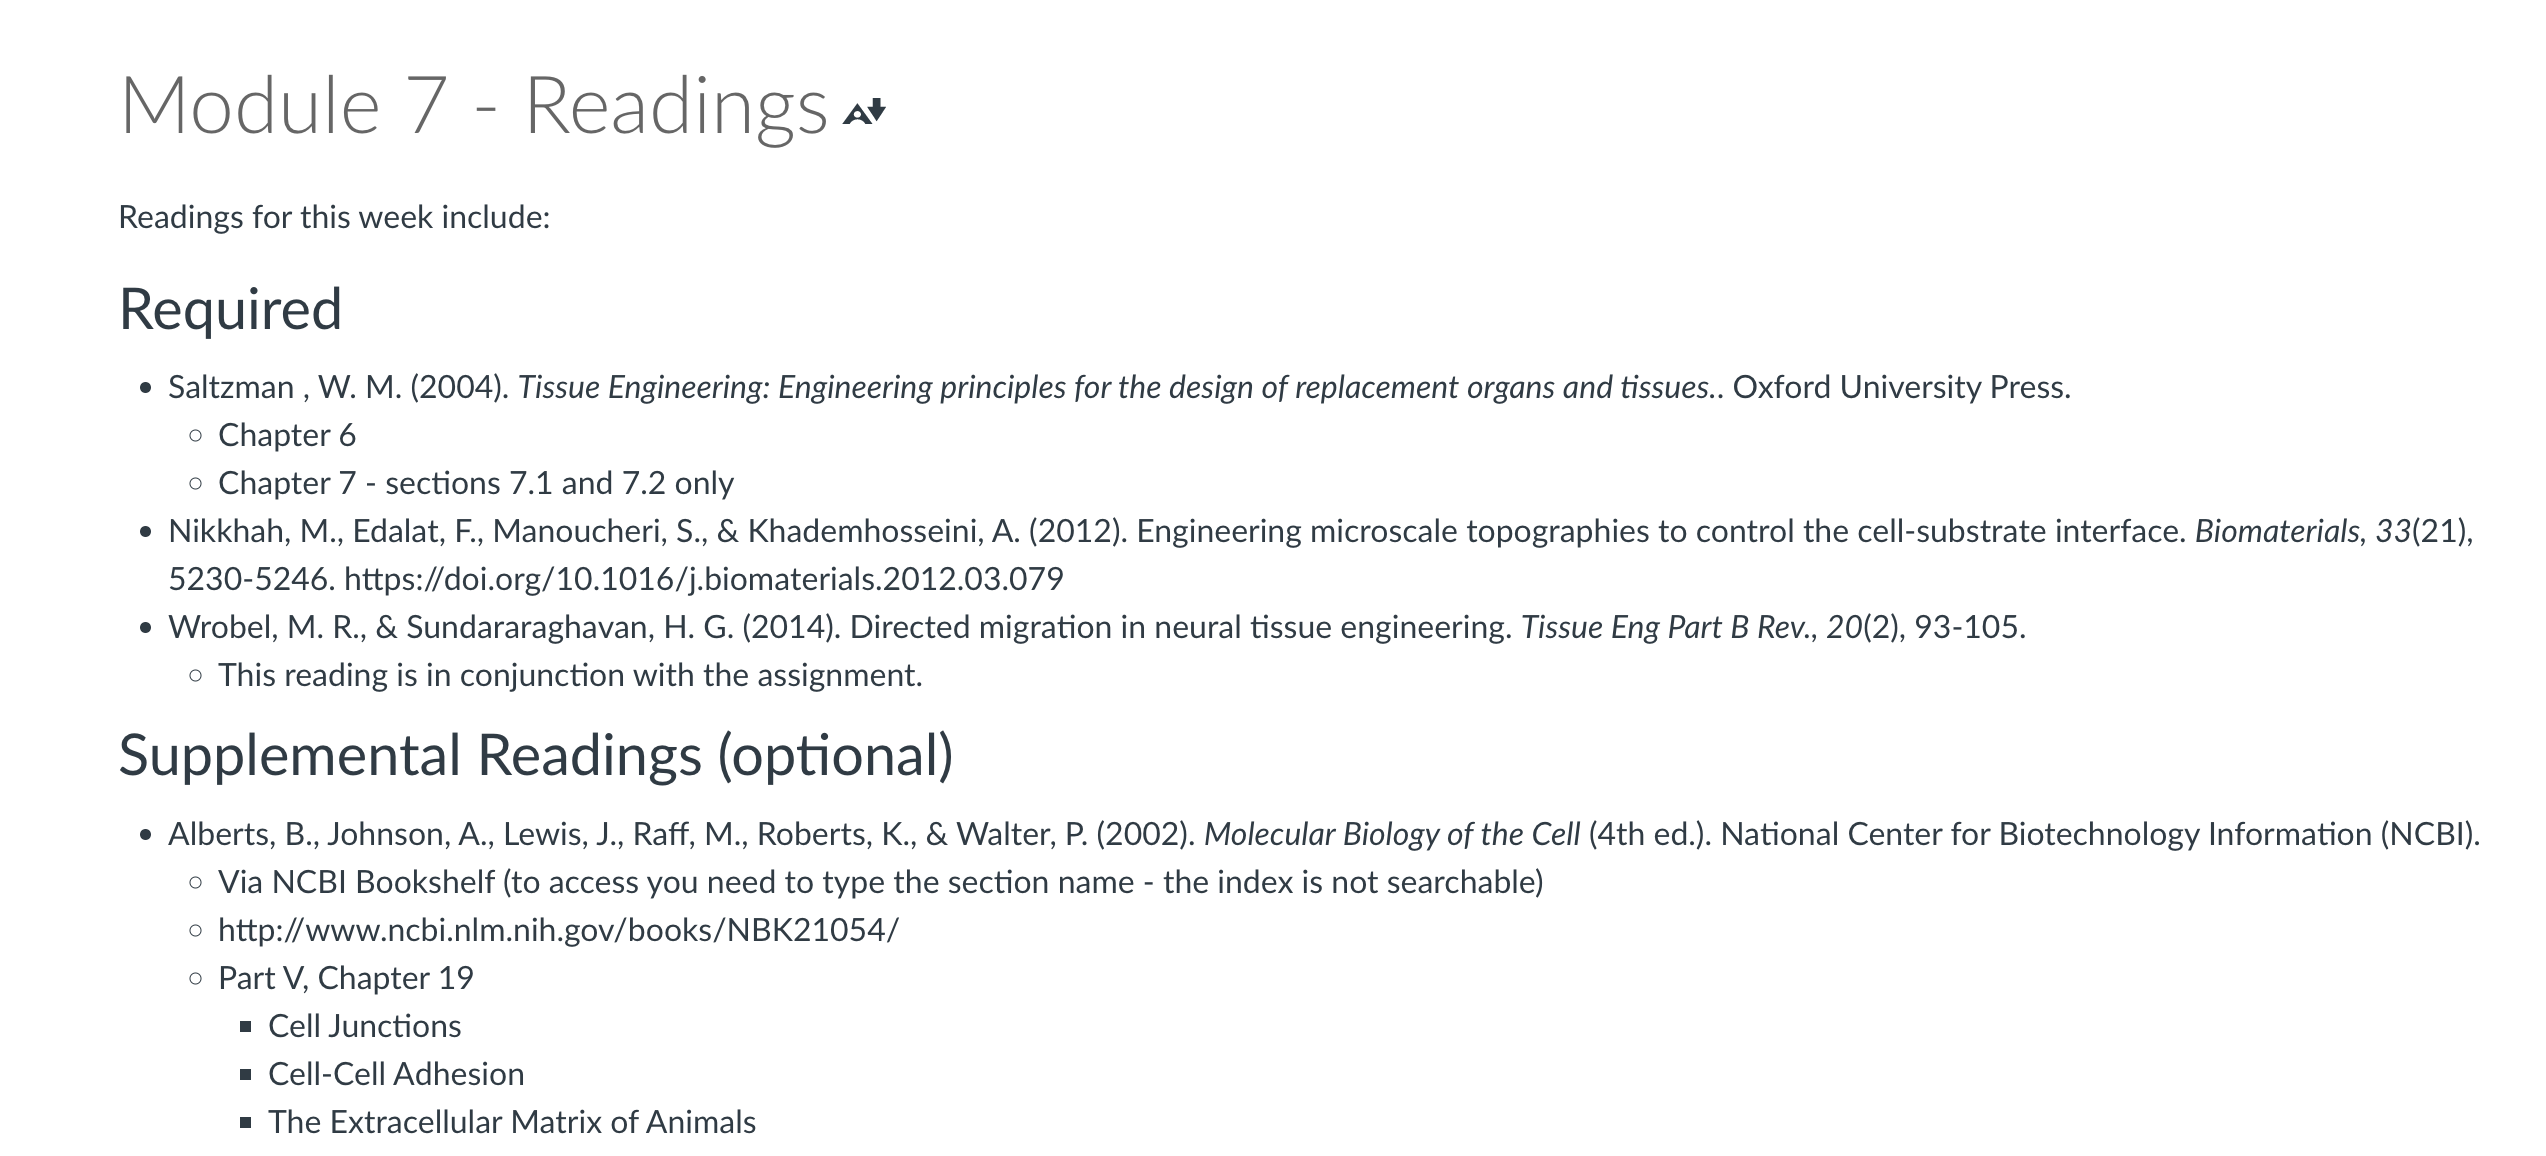 Module 7 - Readings
Readings for this week include:
Required
Saltzman , W. M. (2004). Tissue Engineering: Engineering principles for the design of replacement organs and tissues.. Oxford University Press.
Chapter 6
Chapter 7 - sections 7.1 and 7.2 only
Nikkhah, M., Edalat, F., Manoucheri, S., & Khademhosseini, A. (2012). Engineering microscale topographies to control the cell-substrate interface. Biomaterials, 33(21),
5230-5246. https://doi.org/10.1016/j.biomaterials.2012.03.079
Wrobel, M. R., & Sundararaghavan, H. G. (2014). Directed migration in neural tissue engineering. Tissue Eng Part B Rev., 20(2), 93-105.
This reading is in conjunction with the assignment.
Supplemental Readings (optional)
Alberts, B., Johnson, A., Lewis, J., Raff, M., Roberts, K., & Walter, P. (2002). Molecular Biology of the Cell (4th ed.). National Center for Biotechnology Information (NCBI).
Via NCBI Bookshelf (to access you need to type the section name - the index is not searchable)
http://www.ncbi.nlm.nih.gov/books/NBK21054/
Part V, Chapter 19
Cell Junctions
Cell-Cell Adhesion
The Extracellular Matrix of Animals